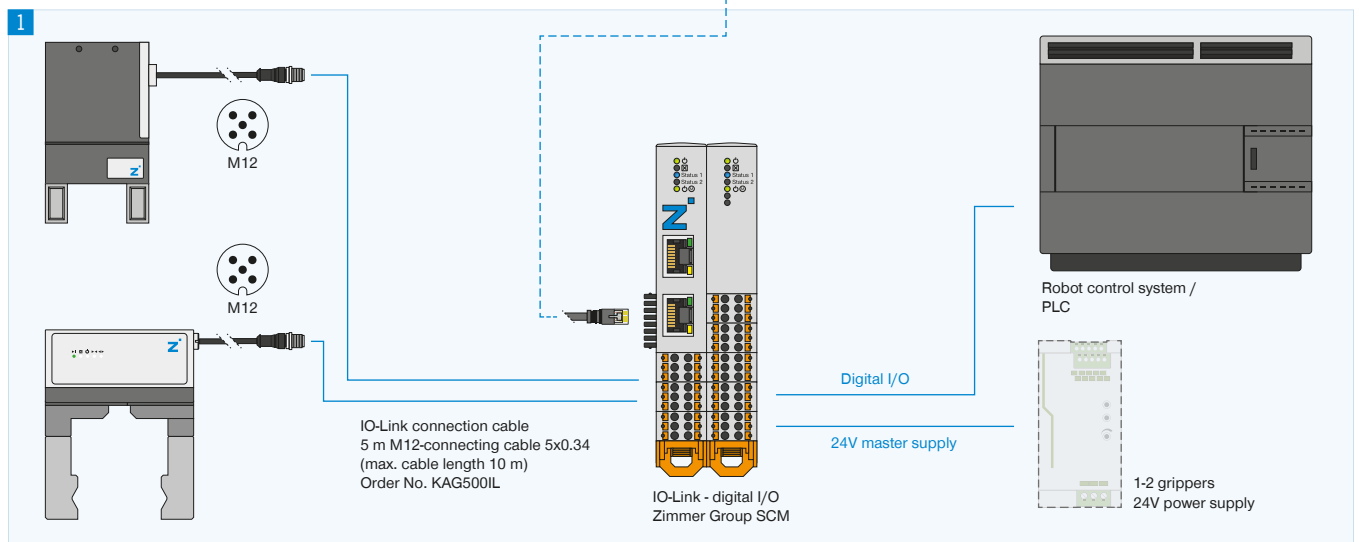 1
M12
M12
IO-Link connection cable
5 m M12-connecting cable 5x0.34
(max. cable length 10 m)
Order No. KAG500IL
Status 1
Status 2
Status 1
Status 2
IO-Link - digital I/O
Zimmer Group SCM
Digital I/O
24V master supply
Robot control system /
PLC
1-2 grippers
24V power supply